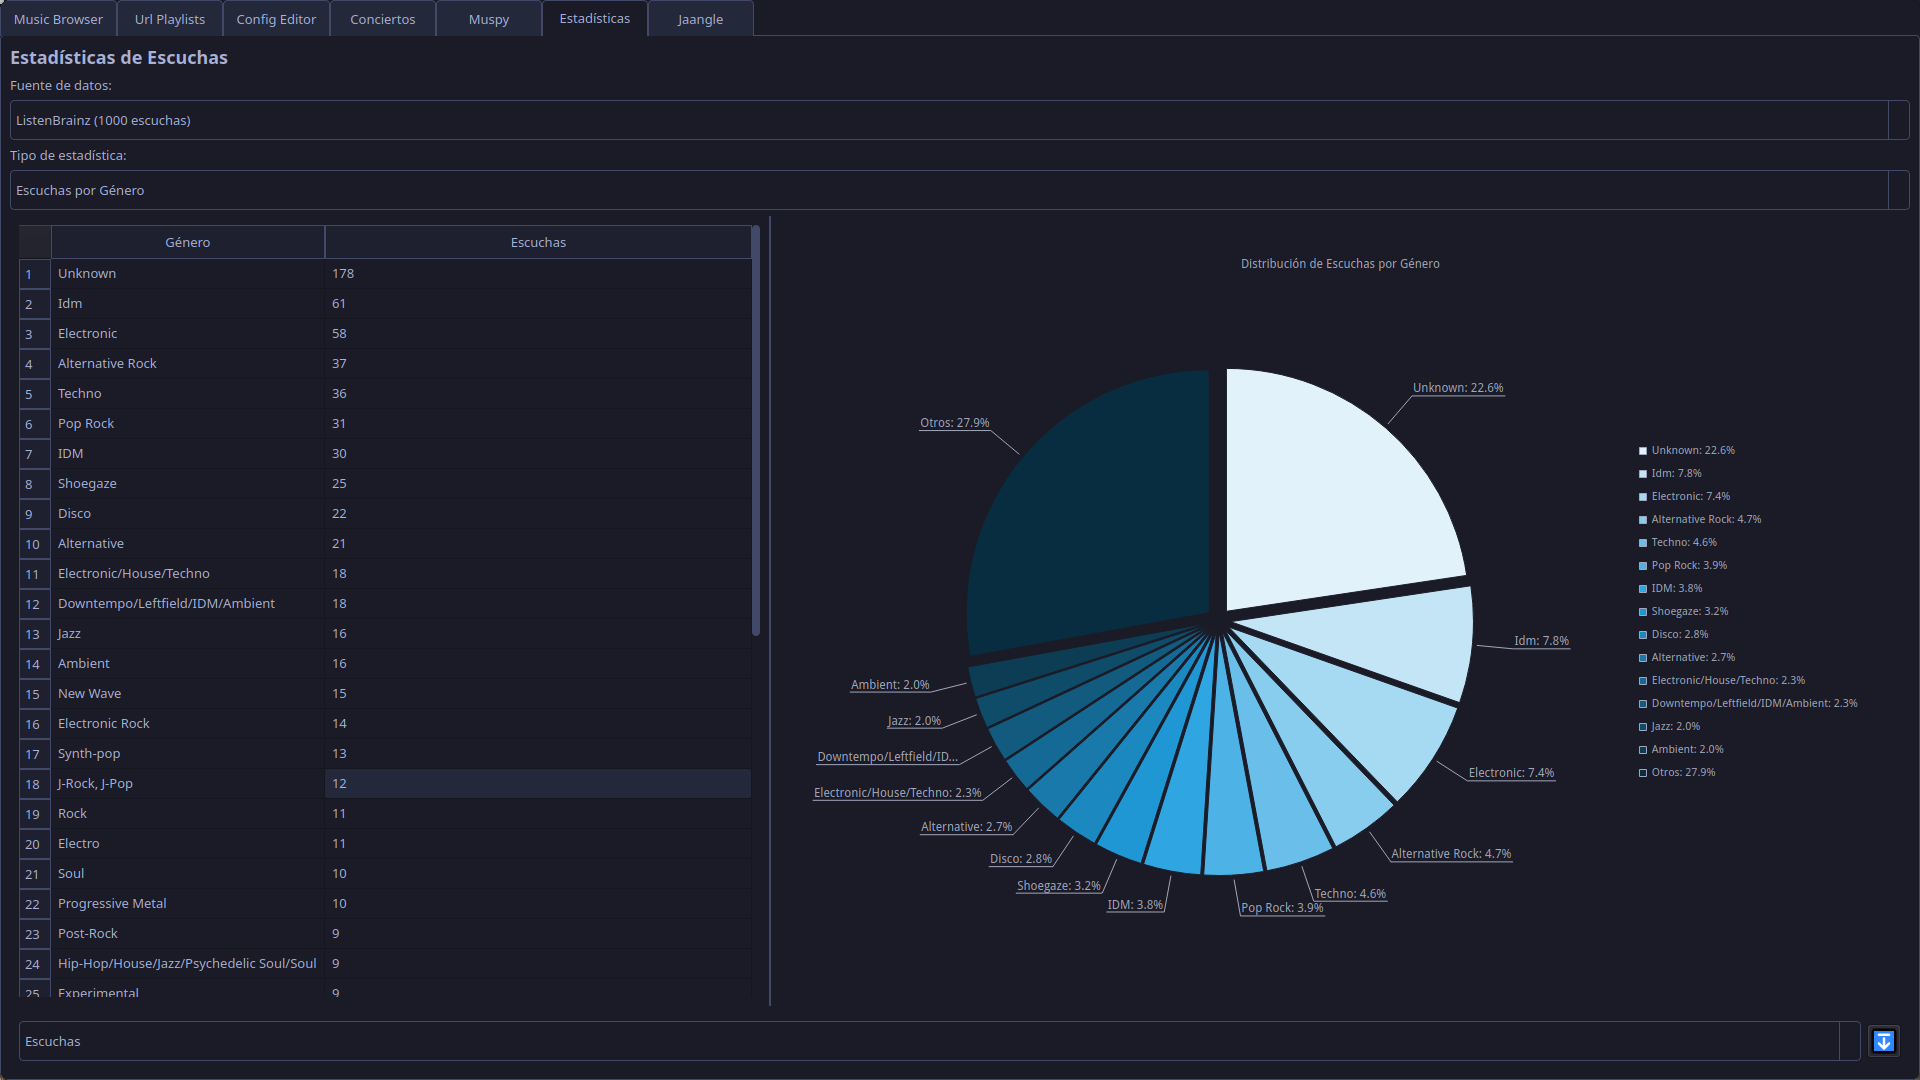 Music Browser
Url Playlists
Config Editor
Conciertos
Muspy
Estadísticas
Jaangle
Estadísticas de Escuchas
Fuente de datos:
ListenBrainz (1000 escuchas)
Tipo de estadística:
Escuchas por Género
Género Escuchas
1 Unknown 178
2 Idm 61
3 Electronic 58
4 Alternative Rock 37
5 Techno 36
6 Pop Rock 31
7 IDM 30
8 Shoegaze 25
9 Disco 22
10 Alternative 21
11 Electronic/House/Techno 18
12 Downtempo/Leftfield/IDM/Ambient 18
13 Jazz 16
14 Ambient 16
15 New Wave 15
16 Electronic Rock 14
17 Synth-pop 13
18 J-Rock, J-Pop 12
19 Rock 11
20 Electro 11
21 Soul 10
22 Progressive Metal 10
23 Post-Rock 9
24 Hip-Hop/House/Jazz/Psychedelic Soul/Soul 9
25 Experimental 9
Distribución de Escuchas por Género
Unknown: 22.6%
Otros: 27.9%
Idm: 7.8%
Ambient: 2.0%
Jazz: 2.0%
Downtempo/Leftfield/ID...
Electronic: 7.4%
Electronic/House/Techno: 2.3%
Alternative: 2.7%
Alternative Rock: 4.7%
Disco: 2.8%
Shoegaze: 3.2%
Techno: 4.6%
IDM: 3.8%
Pop Rock: 3.9%
Unknown: 22.6%
Idm: 7.8%
Electronic: 7.4%
Alternative Rock: 4.7%
Techno: 4.6%
Pop Rock: 3.9%
IDM: 3.8%
Shoegaze: 3.2%
Disco: 2.8%
Alternative: 2.7%
Electronic/House/Techno: 2.3%
Downtempo/Leftfield/IDM/Ambient: 2.3%
Jazz: 2.0%
Ambient: 2.0%
Otros: 27.9%
Escuchas